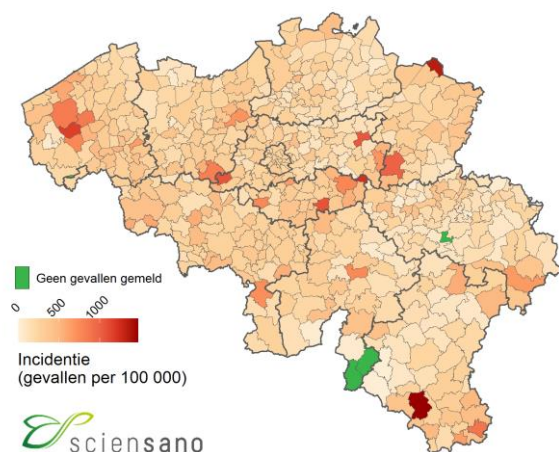 Geen gevallen gemeld
0
500
1000
Incidentie
(gevallen per 100 000)
sciensano